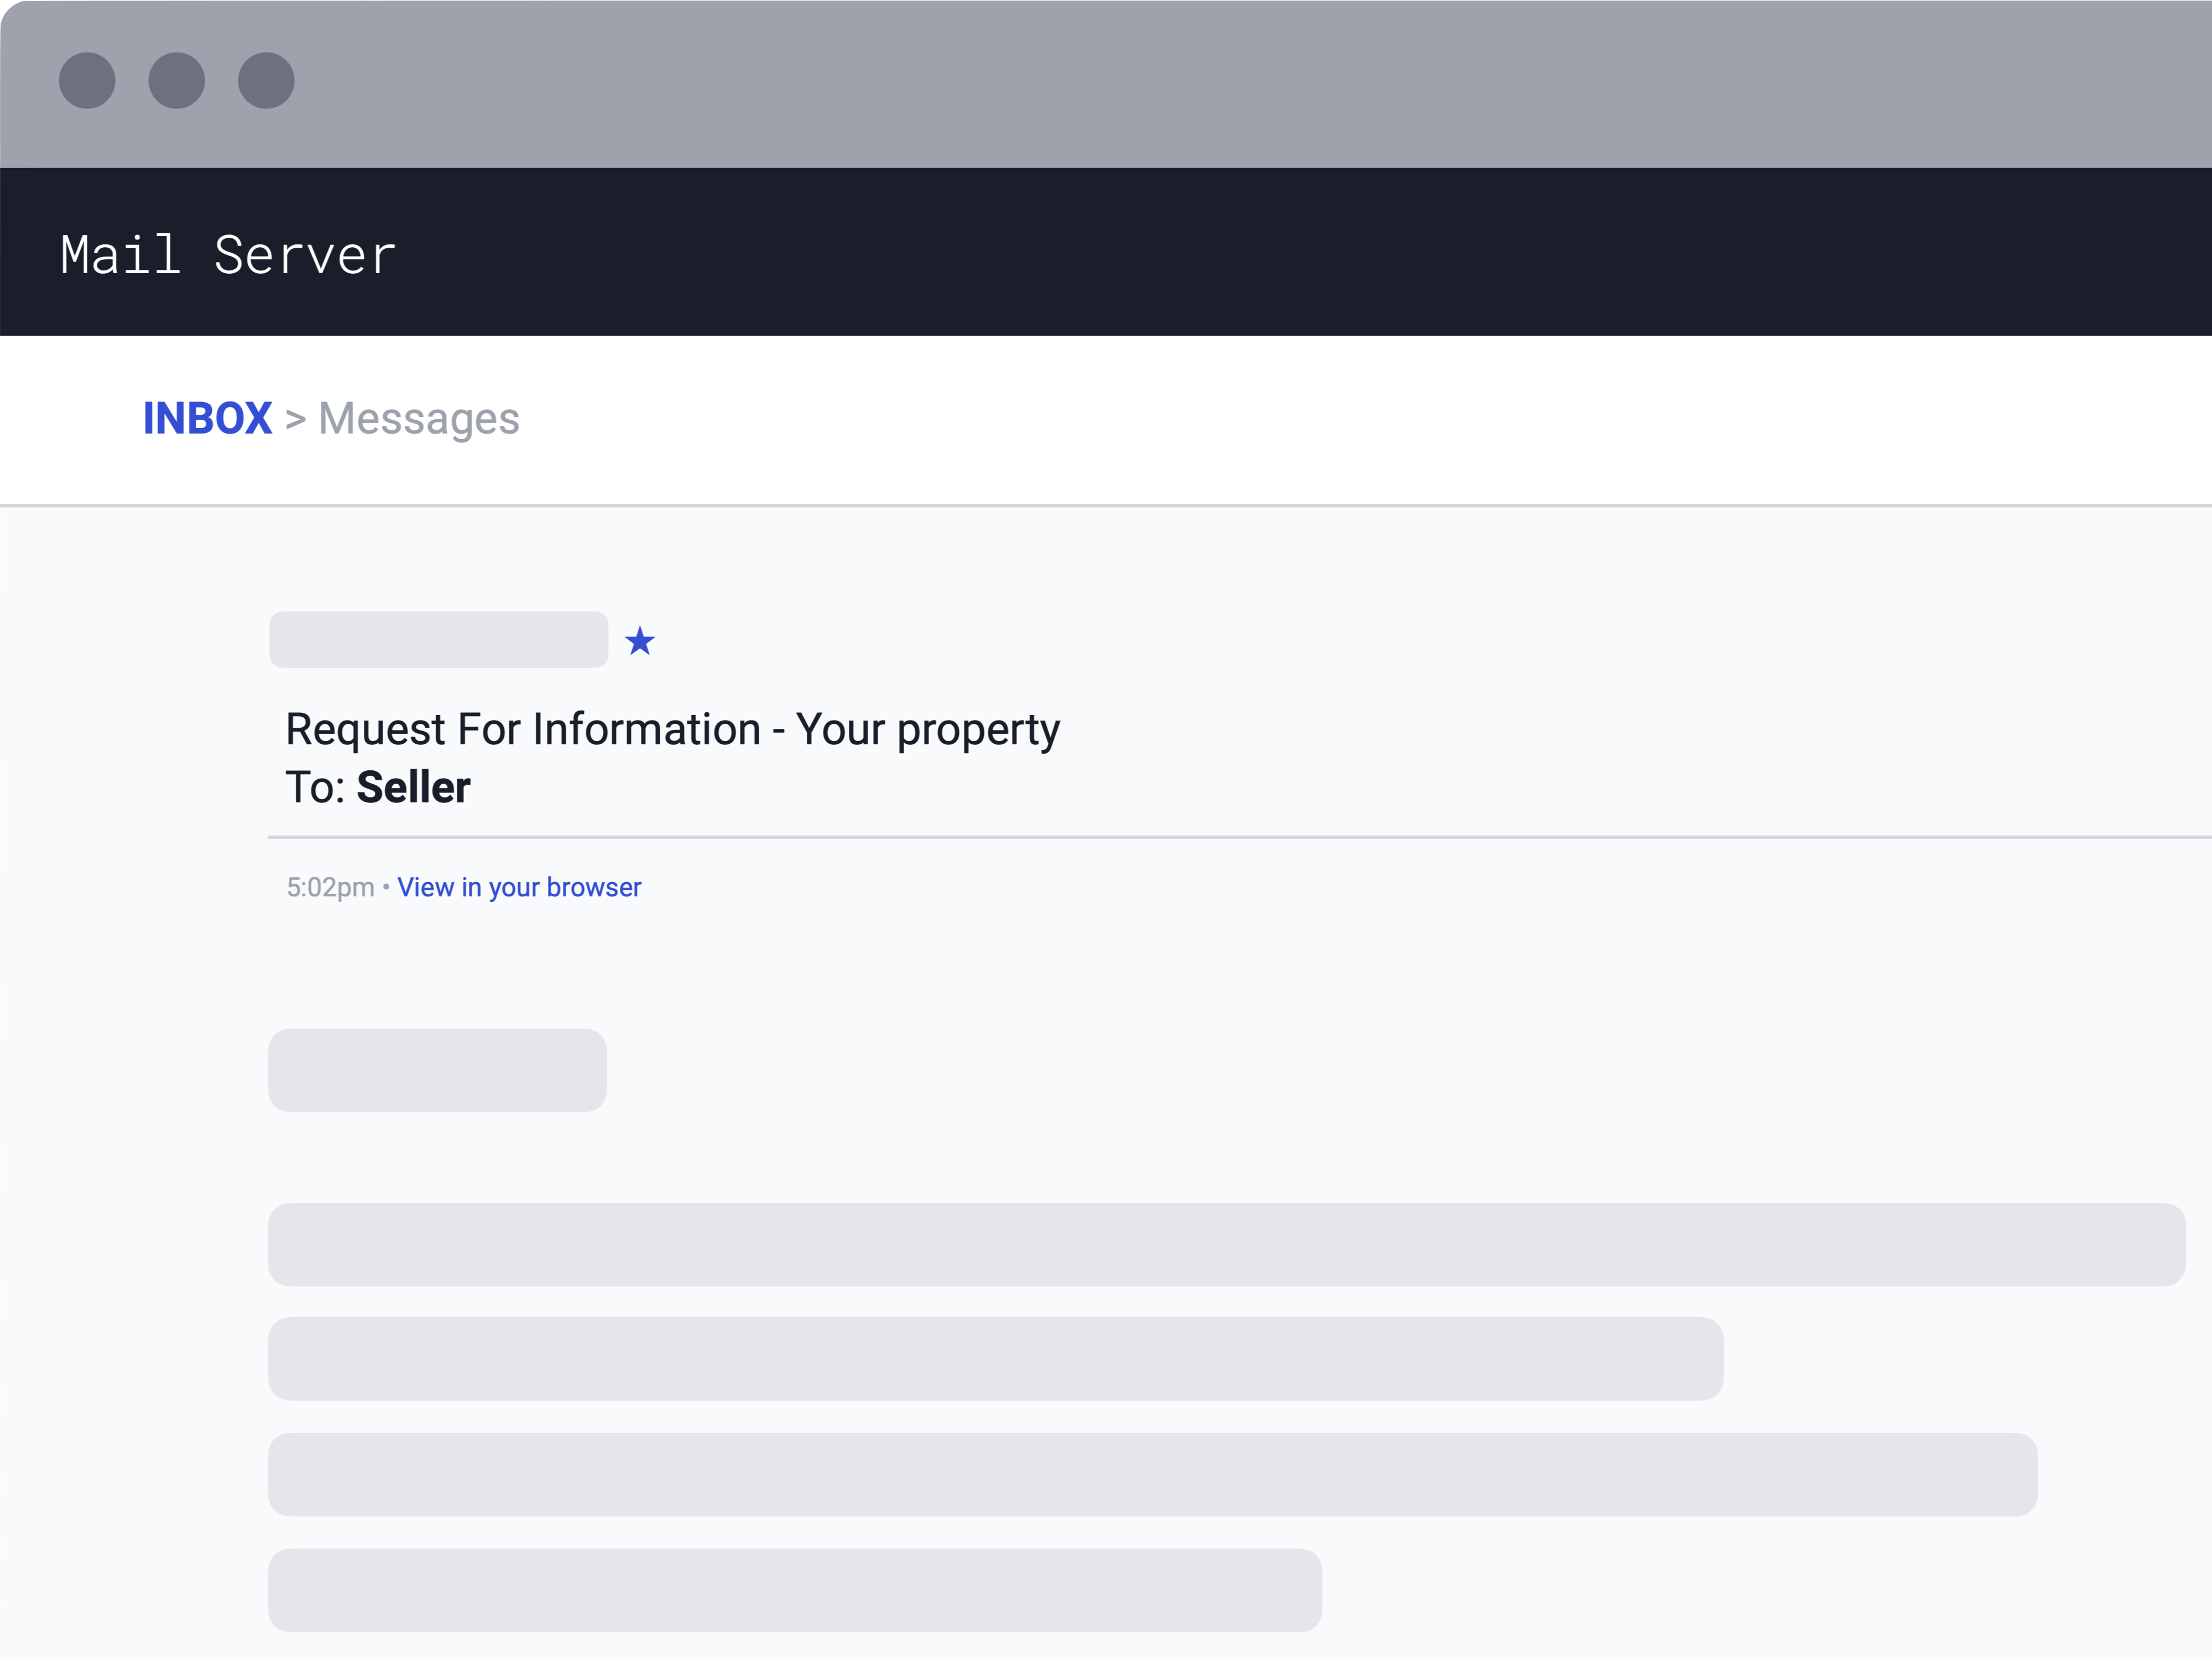 Mail Server
INBOX > Messages
Request For Information - Your property
To: Seller
5:02pm • View in your browser